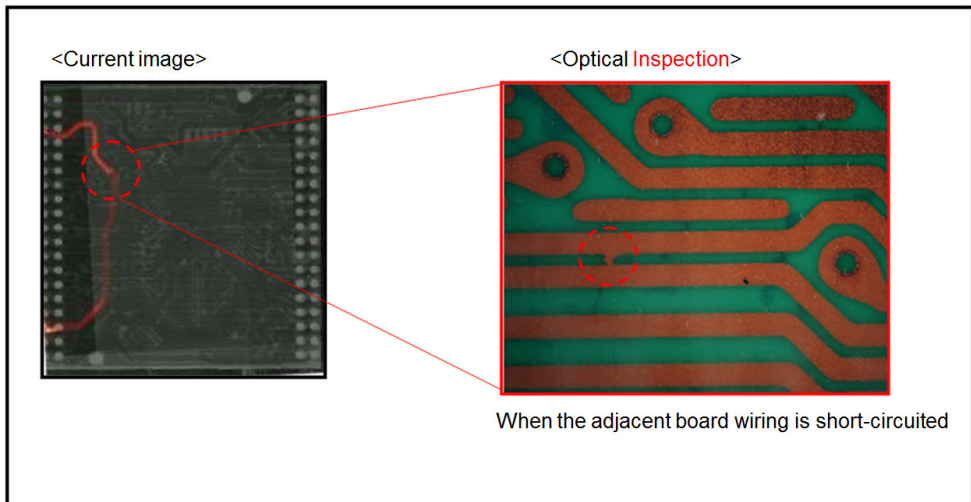 <Current image>
<Optical Inspection>
When the adjacent board wiring is short-circuited